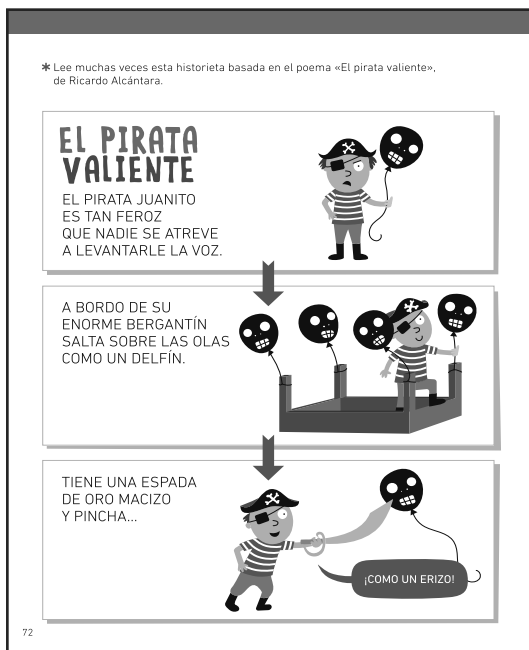 * Lee muchas veces esta historieta basada en el poema «El pirata valiente»,
de Ricardo Alcántara.
EL PIRATA
VALIENTE
EL PIRATA JUANITO
ES TAN FEROZ
QUE NADIE SE ATREVE
A LEVANTARLE LA VOZ.
A BORDO DE SU
ENORME BERGANTÍN
SALTA SOBRE LAS OLAS
COMO UN DELFÍN.
TIENE UNA ESPADA
DE ORO MACIZO
Y PINCHA...
¡COMO UN ERIZO!
72